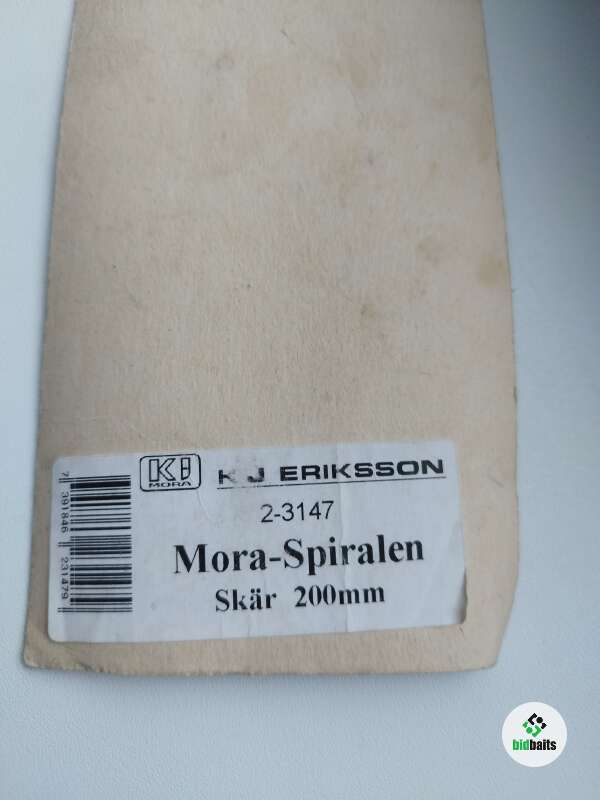 KJ
MORA
K J ERIKSSON
2-3147
Mora-Spiralen
Skär 200mm
7 391846 231479
bidbaits